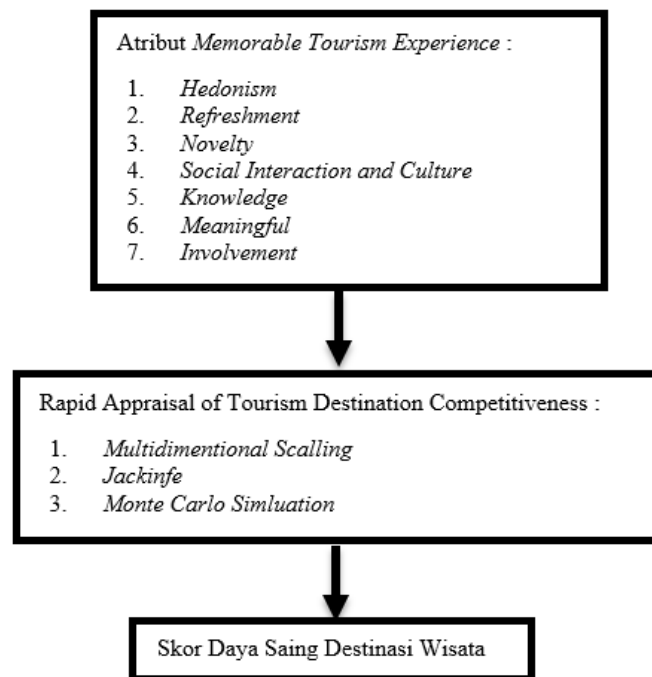 Atribut Memorable Tourism Experience :
1. Hedonism
2. Refreshment
3. Novelty
4. Social Interaction and Culture
5. Knowledge
6. Meaningful
7. Involvement
Rapid Appraisal of Tourism Destination Competitiveness :
1. Multidimentional Scalling
2. Jackinfe
3. Monte Carlo Simluation
Skor Daya Saing Destinasi Wisata